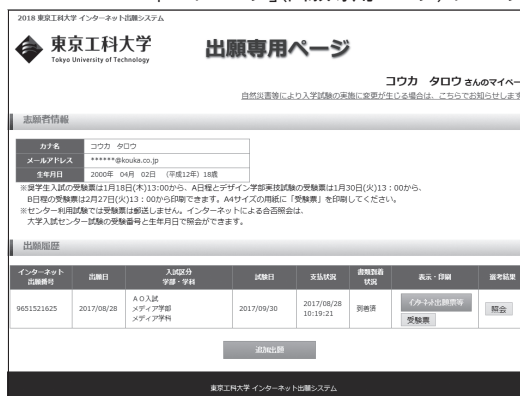 2018 東京工科大学 インターネット出願システム
東京工科大学
Tokyo University of Technology
出願専用ページ
コウカ タロウ さんのマイペー
自然災害等により入学試験の実施に変更が生じる場合は、こちらでお知らせします
志願者情報
カナ名 コウカ タロウ
メールアドレス ******@kouka.co.jp
生年月日 2000年 04月 02日 (平成12年) 18歳
※奨学生入試の受験票は1月18日(木)13:00から、A日程とデザイン学部実技試験の受験票は1月30日(火)13:00から、
B日程の受験票は2月27日(火)13:00から印刷できます。A4サイズの用紙に「受験票」を印刷してください。
※センター利用試験では受験票は郵送しません。インターネットによる合否照会は、
大学入試センター試験の受験番号と生年月日で照会ができます。
出願履歴
インターネット出願番号 出願日 入試区分 学部・学科 試験日 支払状況 書類到着状況 表示・印刷 選考結果
9651521625 2017/08/28 AO入試 メディア学部 メディア学科 2017/09/30 2017/08/28 10:19:21 到着済 インターネット出願票等 受験票 照会
追加出願
東京工科大学 インターネット出願システム